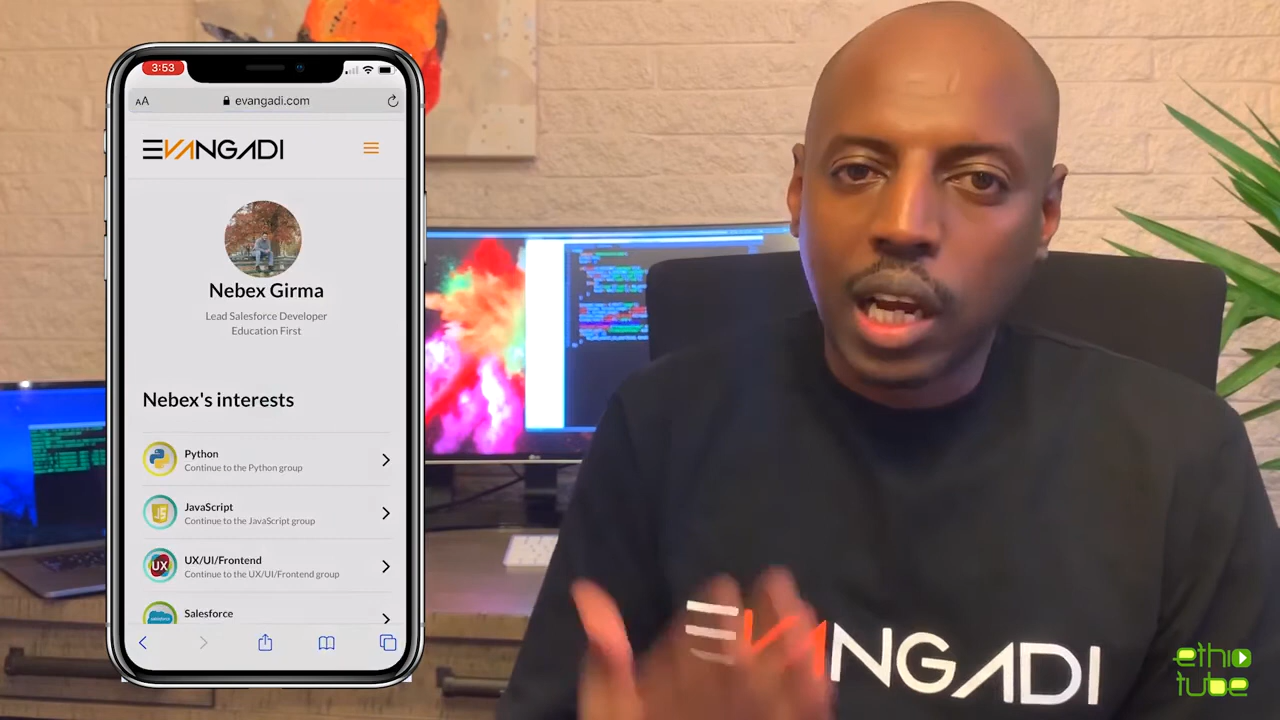 3:53
AA
evangadi.com
EVANGADI
Nebex Girma
Lead Salesforce Developer
Education First
Nebex's interests
Python
Continue to the Python group
JS
JavaScript
Continue to the JavaScript group
UX
UX/UI/Frontend
Continue to the UX/UI/Frontend group
Salesforce
EVANGADI
ethio
tube